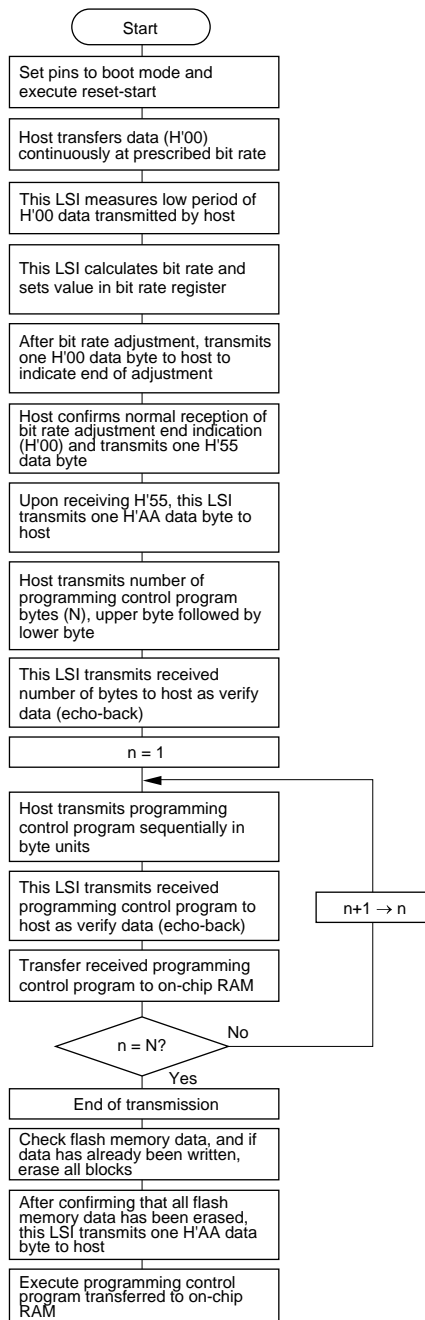 Start
Set pins to boot mode and
execute reset-start
Host transfers data (H'00)
continuously at prescribed bit rate
This LSI measures low period of
H'00 data transmitted by host
This LSI calculates bit rate and
sets value in bit rate register
After bit rate adjustment, transmits
one H'00 data byte to host to
indicate end of adjustment
Host confirms normal reception of
bit rate adjustment end indication
(H'00) and transmits one H'55
data byte
Upon receiving H'55, this LSI
transmits one H'AA data byte to
host
Host transmits number of
programming control program
bytes (N), upper byte followed by
lower byte
This LSI transmits received
number of bytes to host as verify
data (echo-back)
n = 1
Host transmits programming
control program sequentially in
byte units
This LSI transmits received
programming control program to
host as verify data (echo-back)
n+1 → n
Transfer received programming
control program to on-chip RAM
n = N?
No
Yes
End of transmission
Check flash memory data, and if
data has already been written,
erase all blocks
After confirming that all flash
memory data has been erased,
this LSI transmits one H'AA data
byte to host
Execute programming control
program transferred to on-chip
RAM